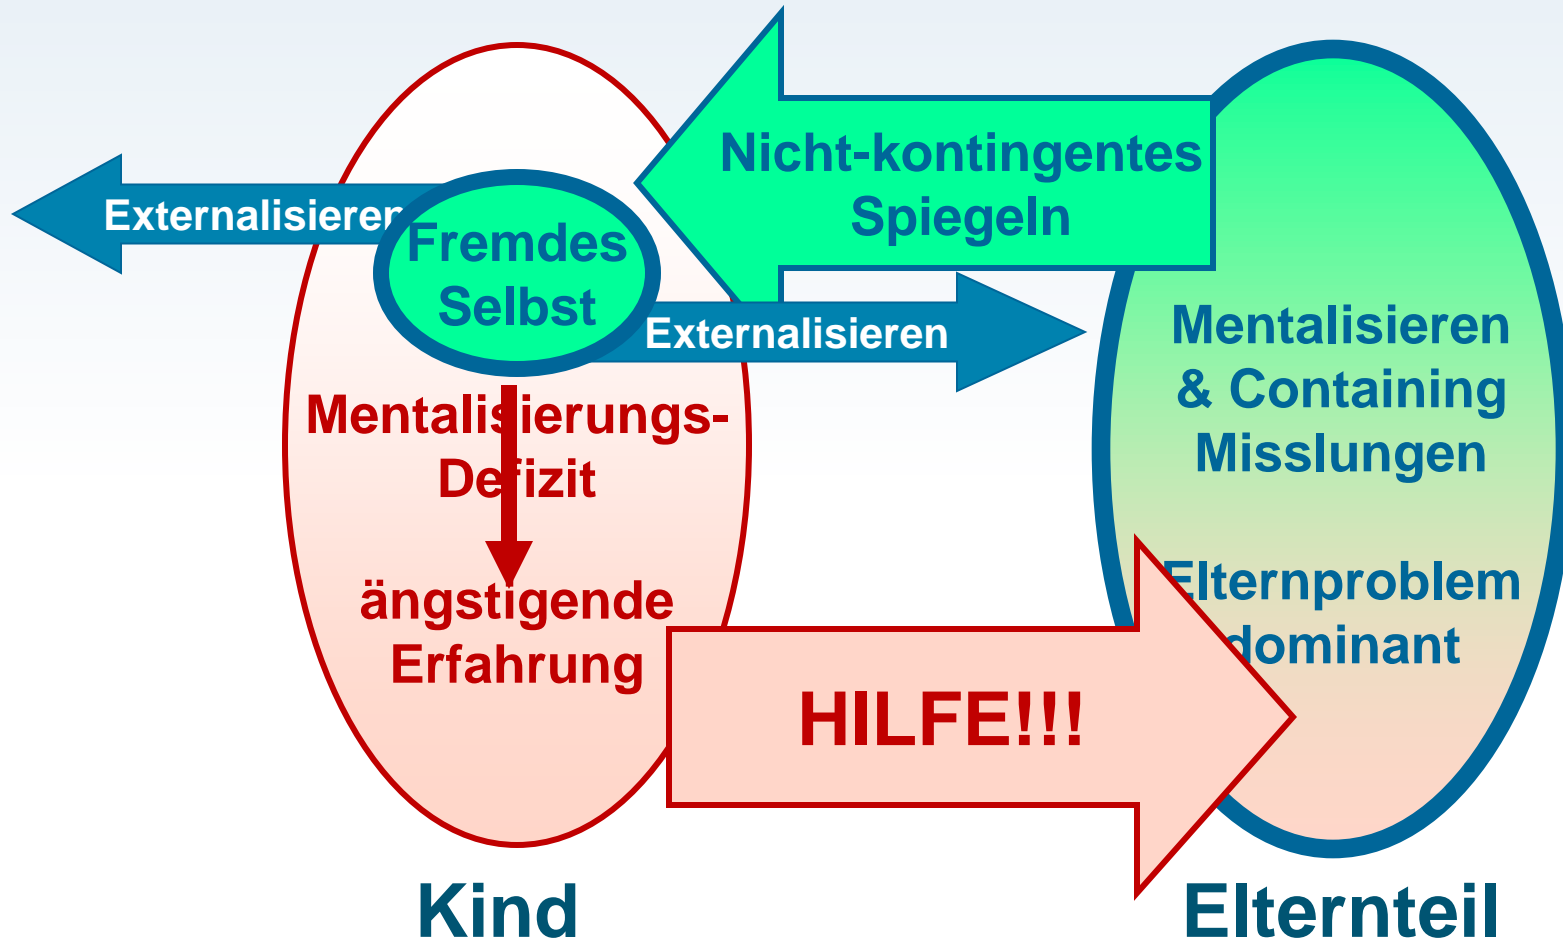 Nicht-kontingentes
Spiegeln
Externalisieren
Fremdes
Selbst
Externalisieren
Mentalisieren
& Containing
Misslungen
Mentalisierungs-
Defizit
Elternproblem
dominant
ängstigende
Erfahrung
HILFE!!!
Kind
Elternteil